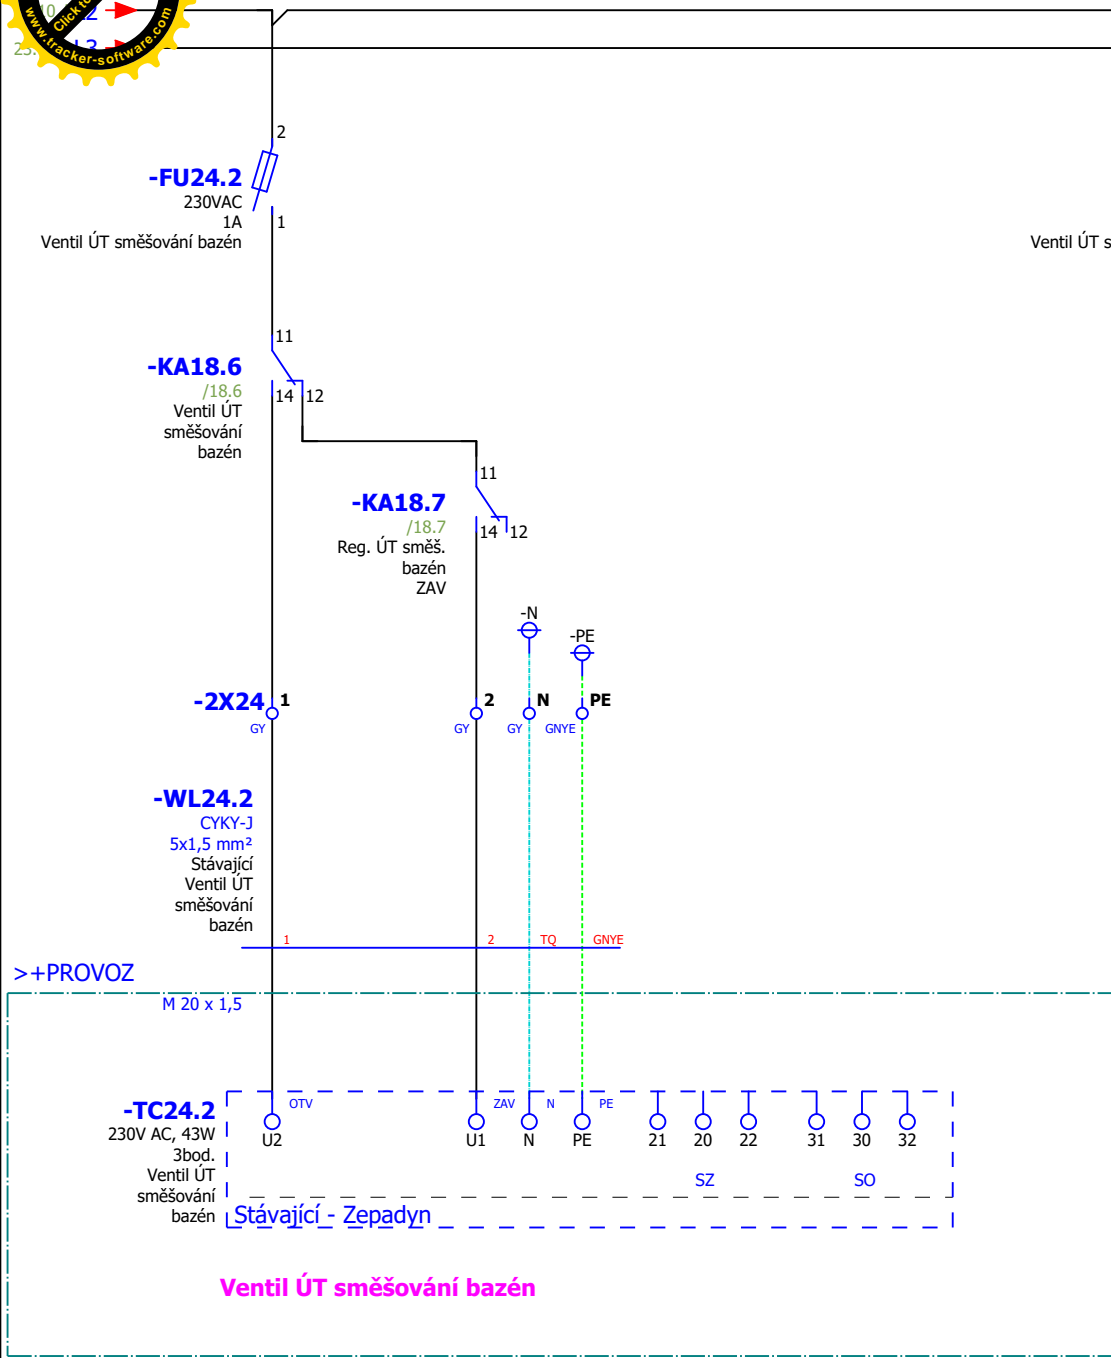 10
L2
Click to
25.
L3
www.tracker-software.com
2
-FU24.2
230VAC
1A
1
Ventil ÚT směšování bazén
Ventil ÚT s
11
-KA18.6
/18.6
14 12
Ventil ÚT
směšování
bazén
11
-KA18.7
/18.7
14 12
Reg. ÚT směš.
bazén
ZAV
-N
-PE
-2X24 1 2 N PE
GY GY GY GNYE
-WL24.2
CYKY-J
5x1,5 mm²
Stávající
Ventil ÚT
směšování
bazén
1 2 TQ GNYE
>+PROVOZ
M 20 x 1,5
-TC24.2
OTV ZAV N PE
230V AC, 43W
U2 U1 N PE 21 20 22 31 30 32
3bod.
Ventil ÚT
SZ SO
směšování
bazén
Stávající - Zepadyn
Ventil ÚT směšování bazén